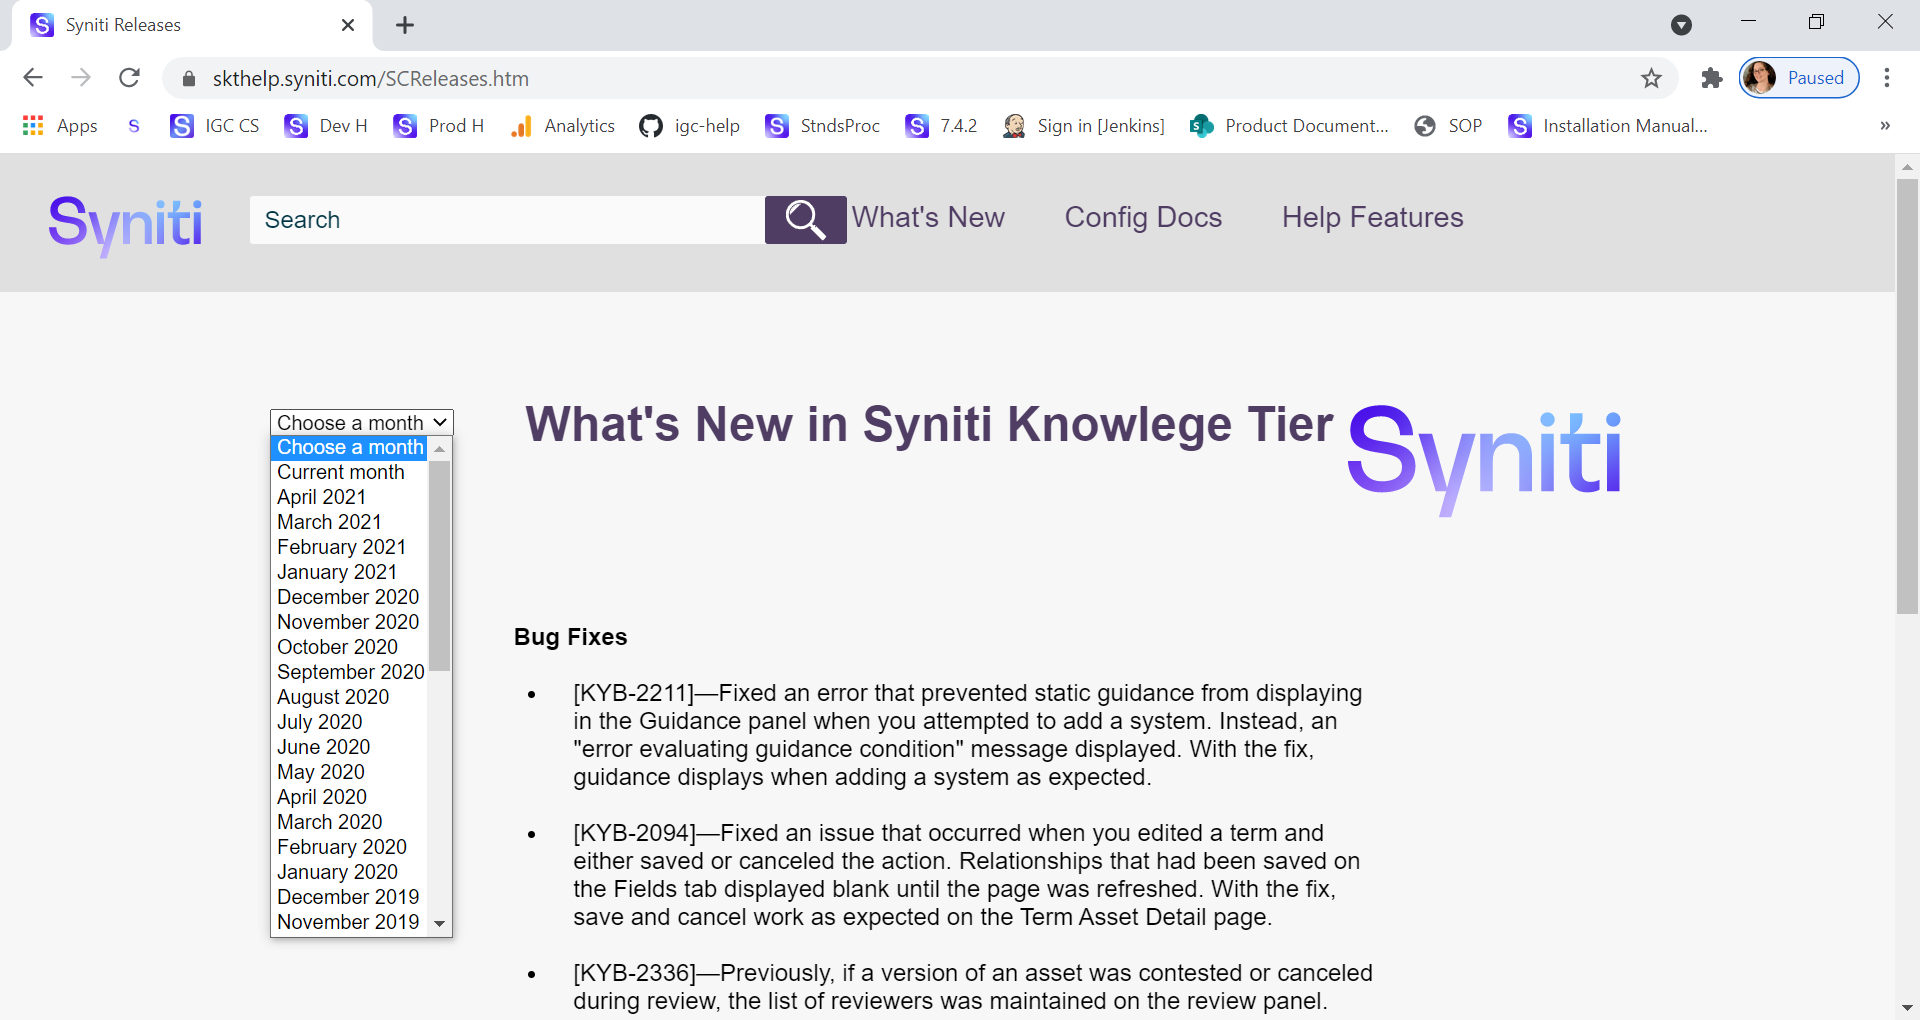 Syniti Releases
skthelp.syniti.com/SCReleases.htm
Paused
Apps
S
IGC CS
Dev H
Prod H
Analytics
igc-help
StndsProc
7.4.2
Sign in [Jenkins]
Product Document...
SOP
Installation Manual...
»
Syniti
Search
What's New
Config Docs
Help Features
Choose a month
Choose a month
Current month
April 2021
March 2021
February 2021
January 2021
December 2020
November 2020
October 2020
September 2020
August 2020
July 2020
June 2020
May 2020
April 2020
March 2020
February 2020
January 2020
December 2019
November 2019
What's New in Syniti Knowlege Tier
Syniti
Bug Fixes
• [KYB-2211]—Fixed an error that prevented static guidance from displaying
in the Guidance panel when you attempted to add a system. Instead, an
"error evaluating guidance condition" message displayed. With the fix,
guidance displays when adding a system as expected.
• [KYB-2094]—Fixed an issue that occurred when you edited a term and
either saved or canceled the action. Relationships that had been saved on
the Fields tab displayed blank until the page was refreshed. With the fix,
save and cancel work as expected on the Term Asset Detail page.
• [KYB-2336]—Previously, if a version of an asset was contested or canceled
during review, the list of reviewers was maintained on the review panel.